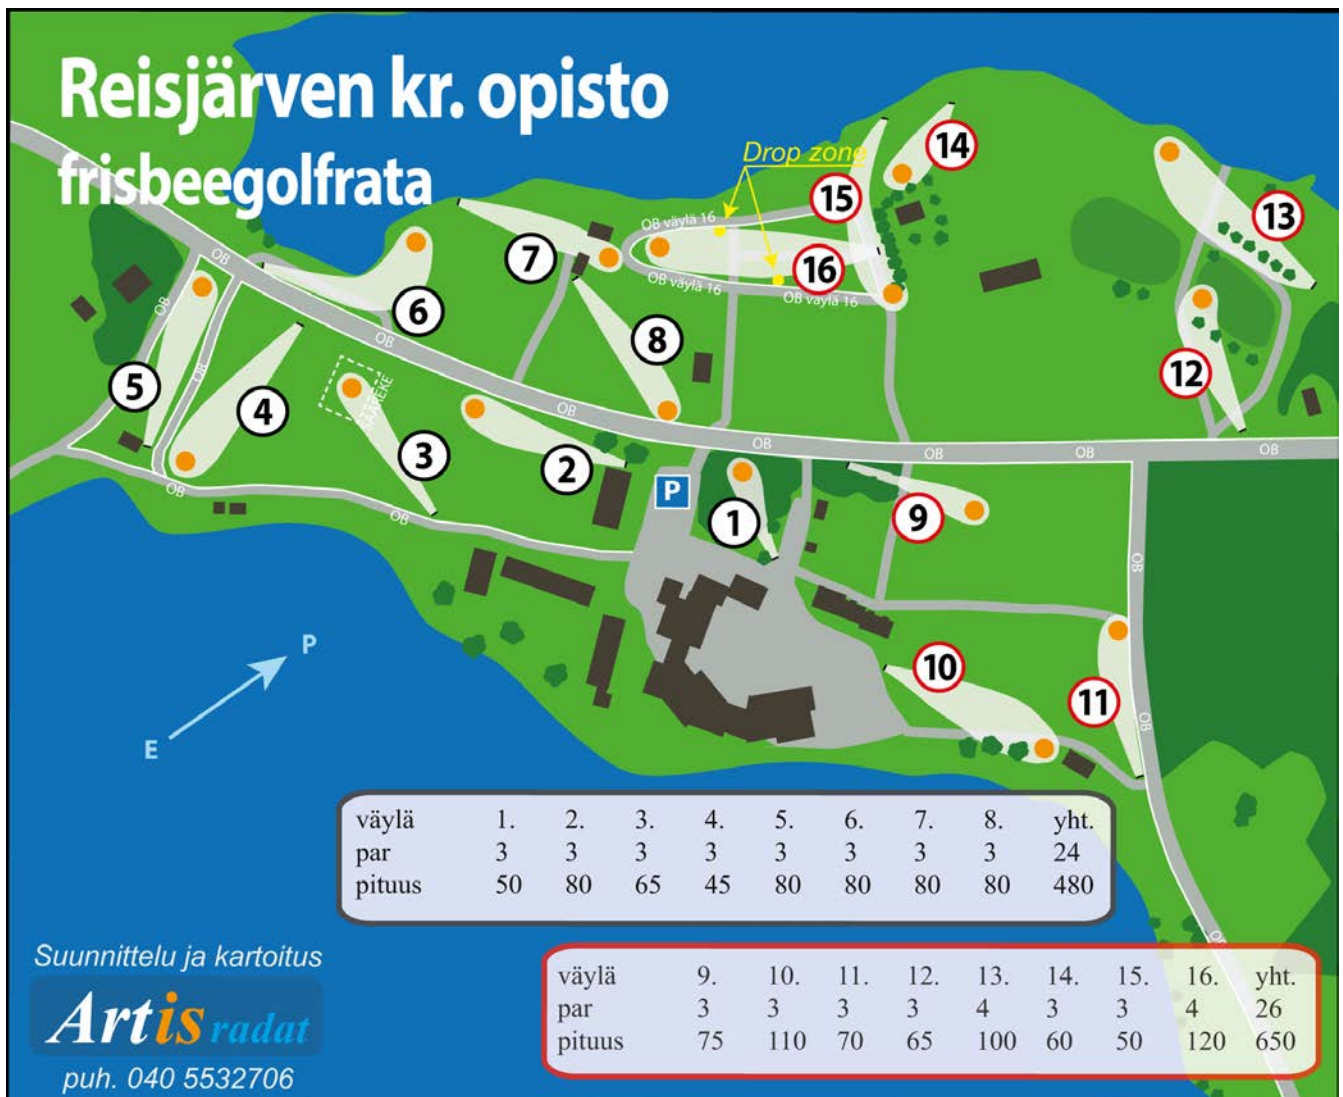 Reisjärven kr. opisto
frisbeegolfrata
Drop zone
14
15
13
OB väylä 16
7
16
6
OB väylä 16
OB väylä 16
OB
OB
8
12
5
OB
4
SAAREKE
3
2
OB
OB
OB
OB
P
1
9
OB
OB
OB
P
E
10
11
OB
väylä 1. 2. 3. 4. 5. 6. 7. 8. yht.
par 3 3 3 3 3 3 3 3 24
pituus 50 80 65 45 80 80 80 80 480
OB
väylä 9. 10. 11. 12. 13. 14. 15. 16. yht.
par 3 3 3 3 4 3 3 4 26
pituus 75 110 70 65 100 60 50 120 650
Suunnittelu ja kartoitus
Artis radat
puh. 040 5532706